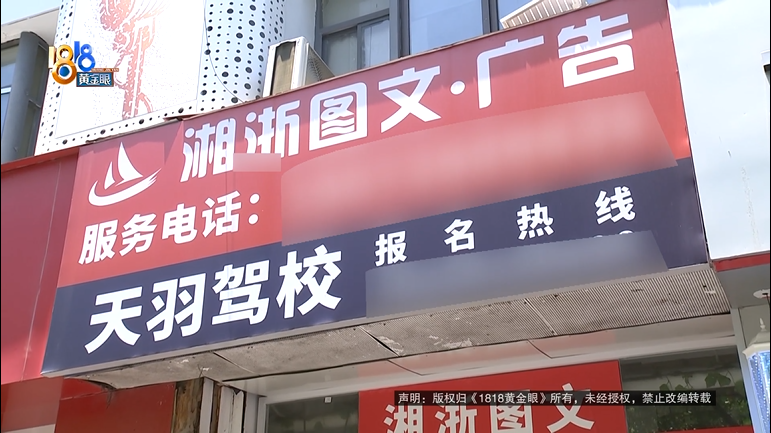 1818
黄金眼
湘浙图文·广告
服务电话：
天羽驾校
报名热线
湘浙图文
声明：版权归《1818黄金眼》所有，未经授权，禁止改编转载